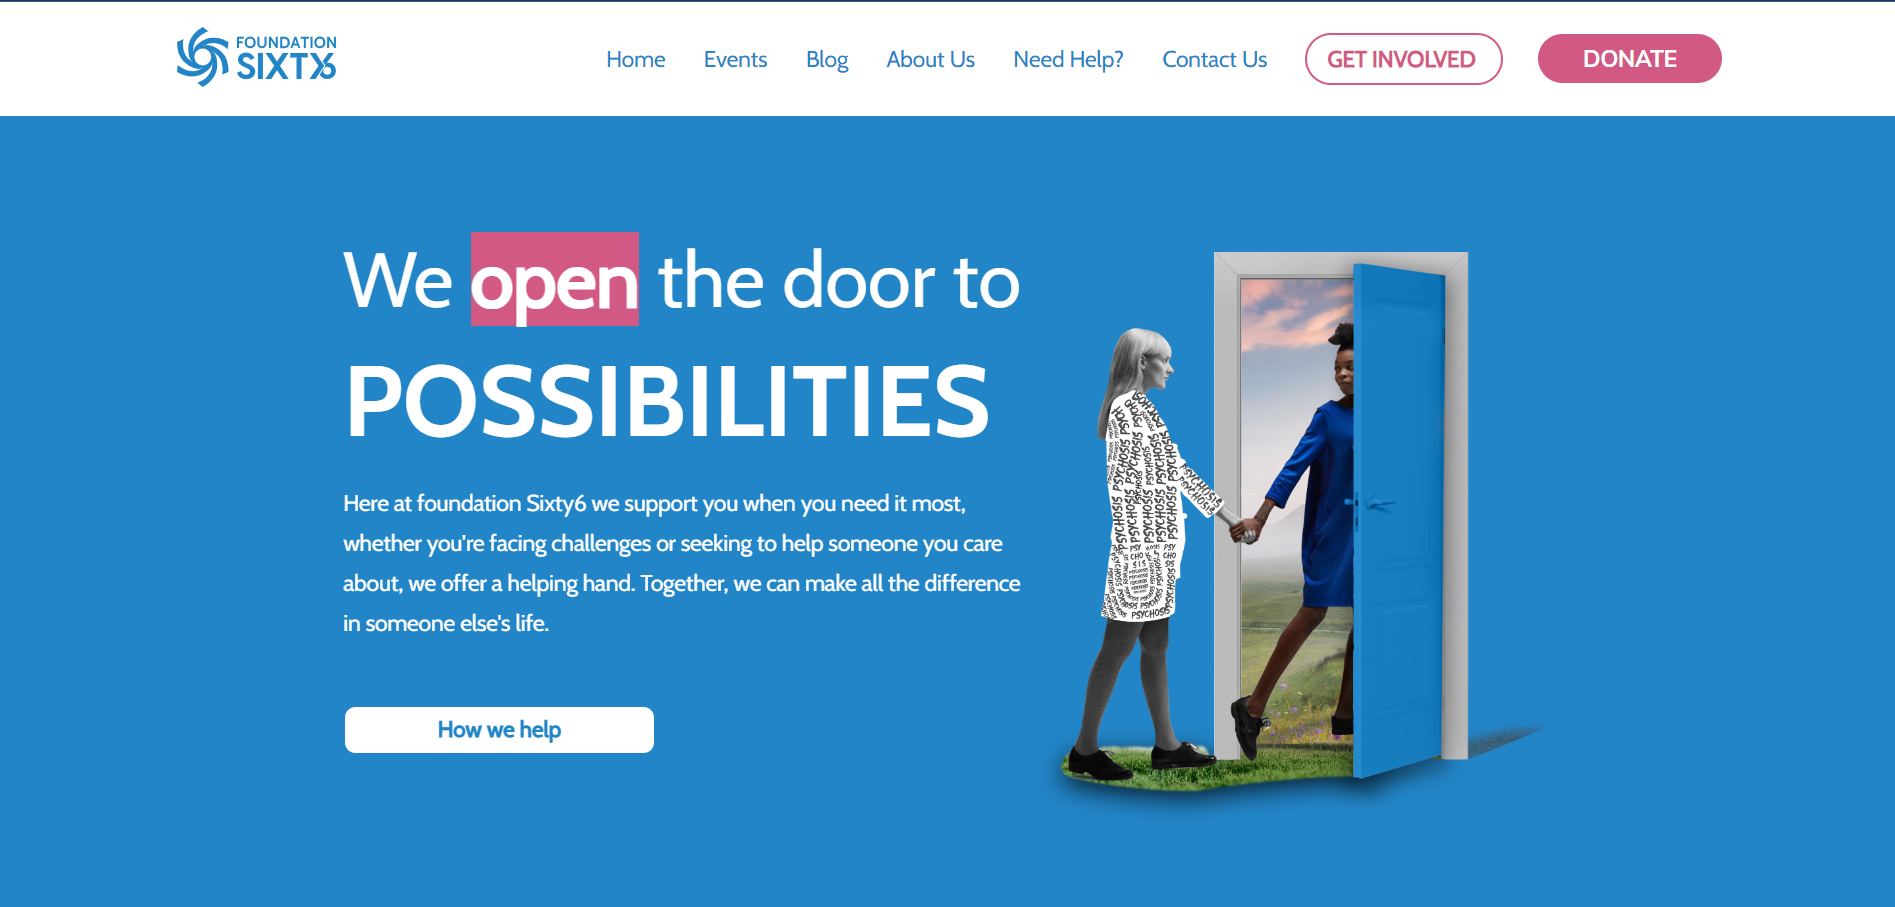 FOUNDATION
SIXTY6
Home Events Blog About Us Need Help? Contact Us GET INVOLVED DONATE
We open the door to
POSSIBILITIES
Here at foundation Sixty6 we support you when you need it most,
whether you're facing challenges or seeking to help someone you care
about, we offer a helping hand. Together, we can make all the difference
in someone else's life.
How we help
PSYCHOSIS